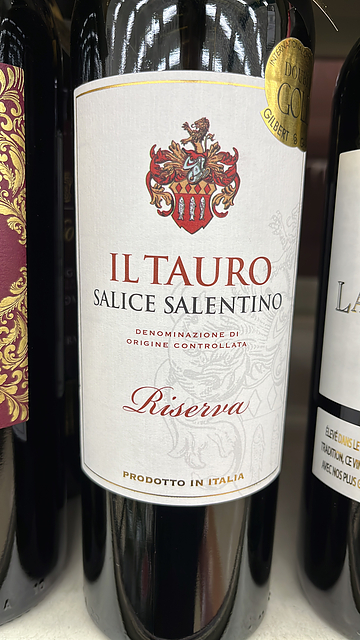 GOLD
GILBERT &
IL TAURO
SALICE SALENTINO
DENOMINAZIONE DI
ORIGINE CONTROLLATA
Riserva
PRODOTTO IN ITALIA
LA
ÉLEVÉ DANS LE
TRADITION, CE VIN
AVEC NOS PLUS G